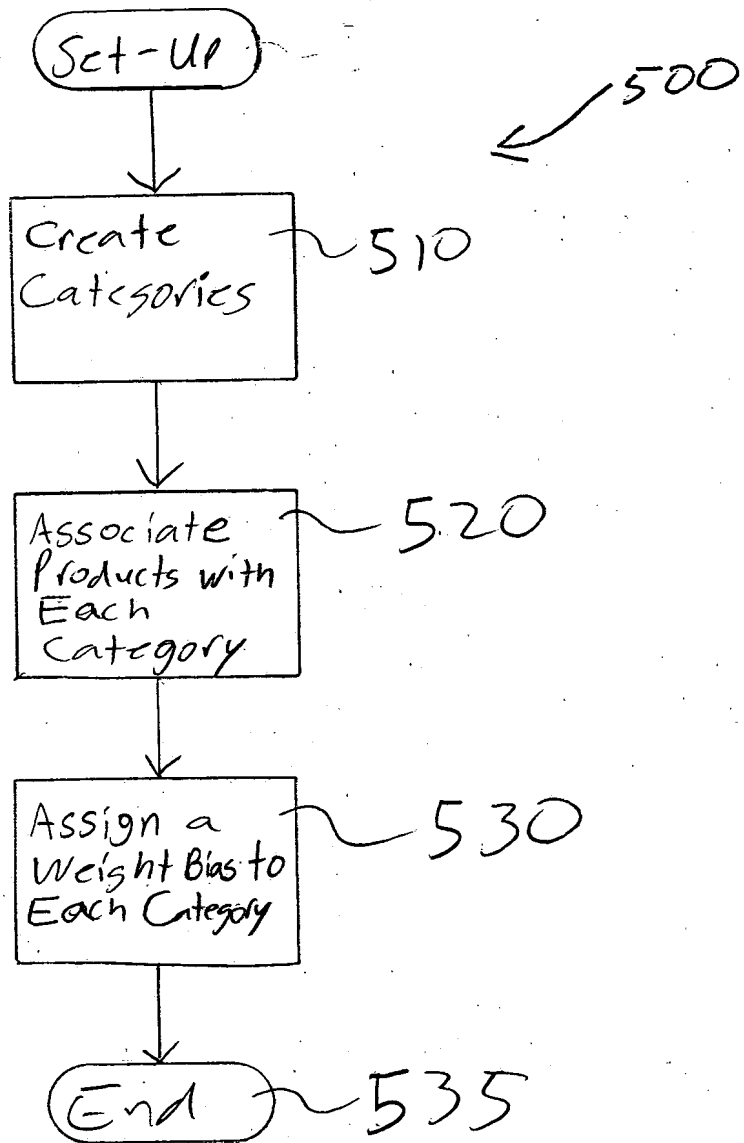 Set-Up
500
Create
Categories
510
Associate
Products with
Each
Category
520
Assign a
Weight Bias to
Each Category
530
End
535